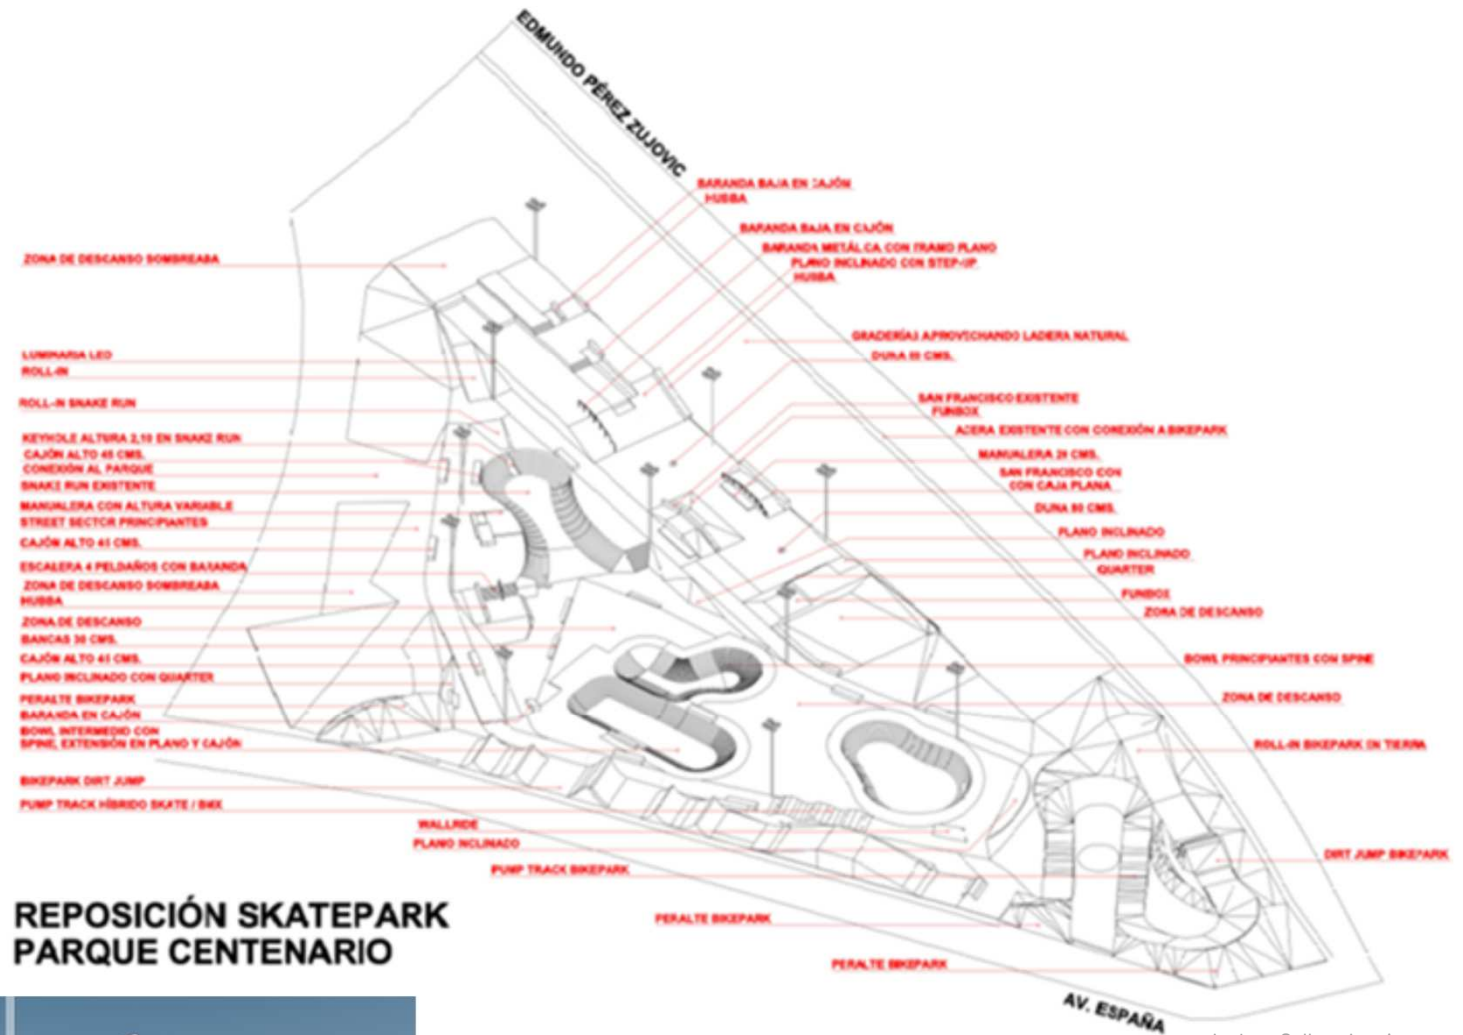 EDMUNDO PÉREZ ZUJOVIC
BARANDA BAJA EN CAJÓN
HUBBA
BARANDA BAJA EN CAJÓN
BARANDA METÁLICA CON TRAMO PLANO
PLANO INCLINADO CON STEP-UP
HUBBA
GRADERÍAS APROVECHANDO LADERA NATURAL
DUNA CMS.
SAN FRANCISCO EXISTENTE
FUNBOX
ACERA EXISTENTE CON CONEXIÓN A BIKEPARK
MANUALERA CMS.
SAN FRANCISCO CON
CON CAJA PLANA
DUNA CMS.
PLANO INCLINADO
PLANO INCLINADO
QUARTER
FUNBOX
ZONA DE DESCANSO
BOWL PRINCIPIANTES CON SPINE
ZONA DE DESCANSO
ROLL-IN BIKEPARK EN TIERRA
DIRT JUMP BIKEPARK
ZONA DE DESCANSO SOMBREABA
LUMINARIA LED
ROLL-IN
ROLL-IN SNAKE RUN
KEYHOLE ALTURA 2,10 EN SNAKE RUN
CAJÓN ALTO 45 CMS.
CONEXIÓN AL PARQUE
SNAKE RUN EXISTENTE
MANUALERA CON ALTURA VARIABLE
STREET SECTOR PRINCIPIANTES
CAJÓN ALTO CMS.
ESCALERA 4 PELDAÑOS CON BARANDA
ZONA DE DESCANSO SOMBREABA
HUBBA
ZONA DE DESCANSO
BANCAS CMS.
CAJÓN ALTO CMS.
PLANO INCLINADO CON QUARTER
PERALTE BIKEPARK
BARANDA EN CAJÓN
BOWL INTERMEDIO CON
SPINE, EXTENSIÓN EN PLANO Y CAJÓN
BIKEPARK DIRT JUMP
PUMP TRACK HÍBRIDO SKATE / BMX
WALLRIDE
PLANO INCLINADO
PUMP TRACK BIKEPARK
PERALTE BIKEPARK
PERALTE BIKEPARK
REPOSICIÓN SKATEPARK
PARQUE CENTENARIO
AV. ESPAÑA